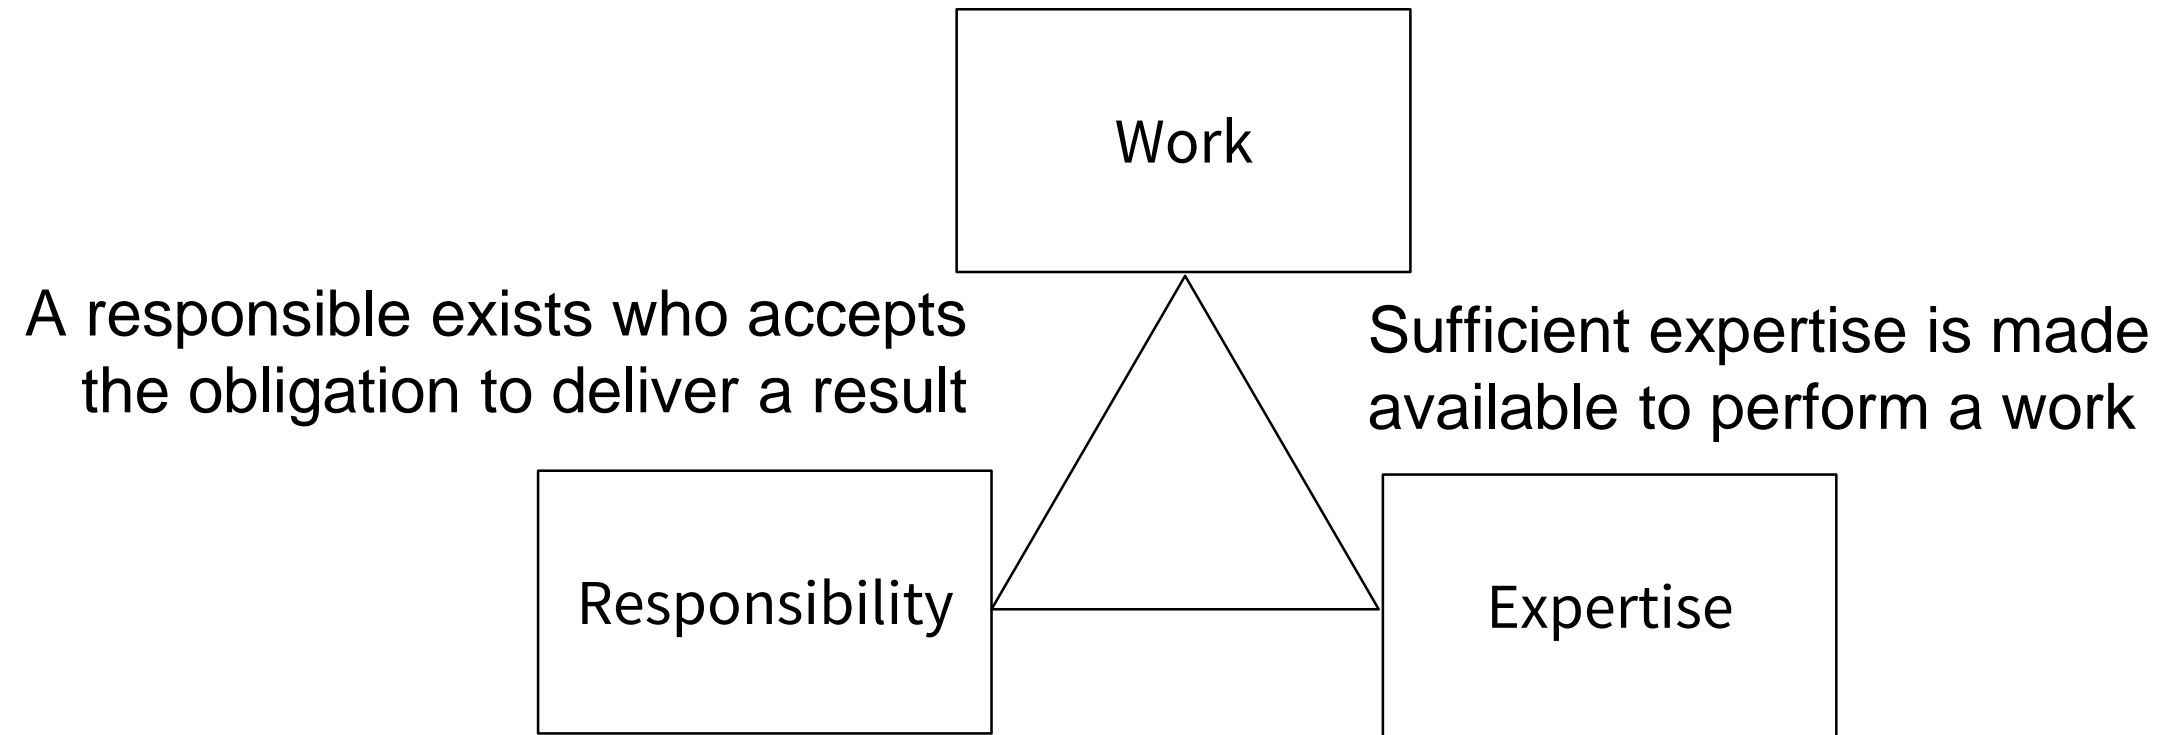 Work
A responsible exists who accepts
the obligation to deliver a result
Sufficient expertise is made
available to perform a work
Responsibility
Expertise